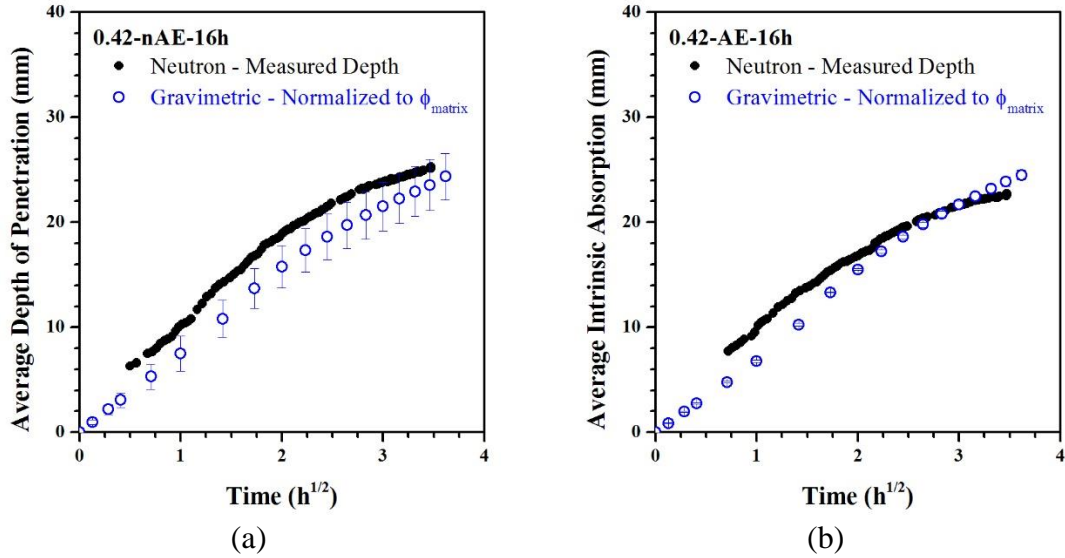 0.42-nAE-16h
Neutron - Measured Depth
Gravimetric - Normalized to ϕmatrix
Average Depth of Penetration (mm)
40
30
20
10
0
0 1 2 3 4
Time (h1/2)
(a)
0.42-AE-16h
Neutron - Measured Depth
Gravimetric - Normalized to ϕmatrix
Average Intrinsic Absorption (mm)
40
30
20
10
0
0 1 2 3 4
Time (h1/2)
(b)